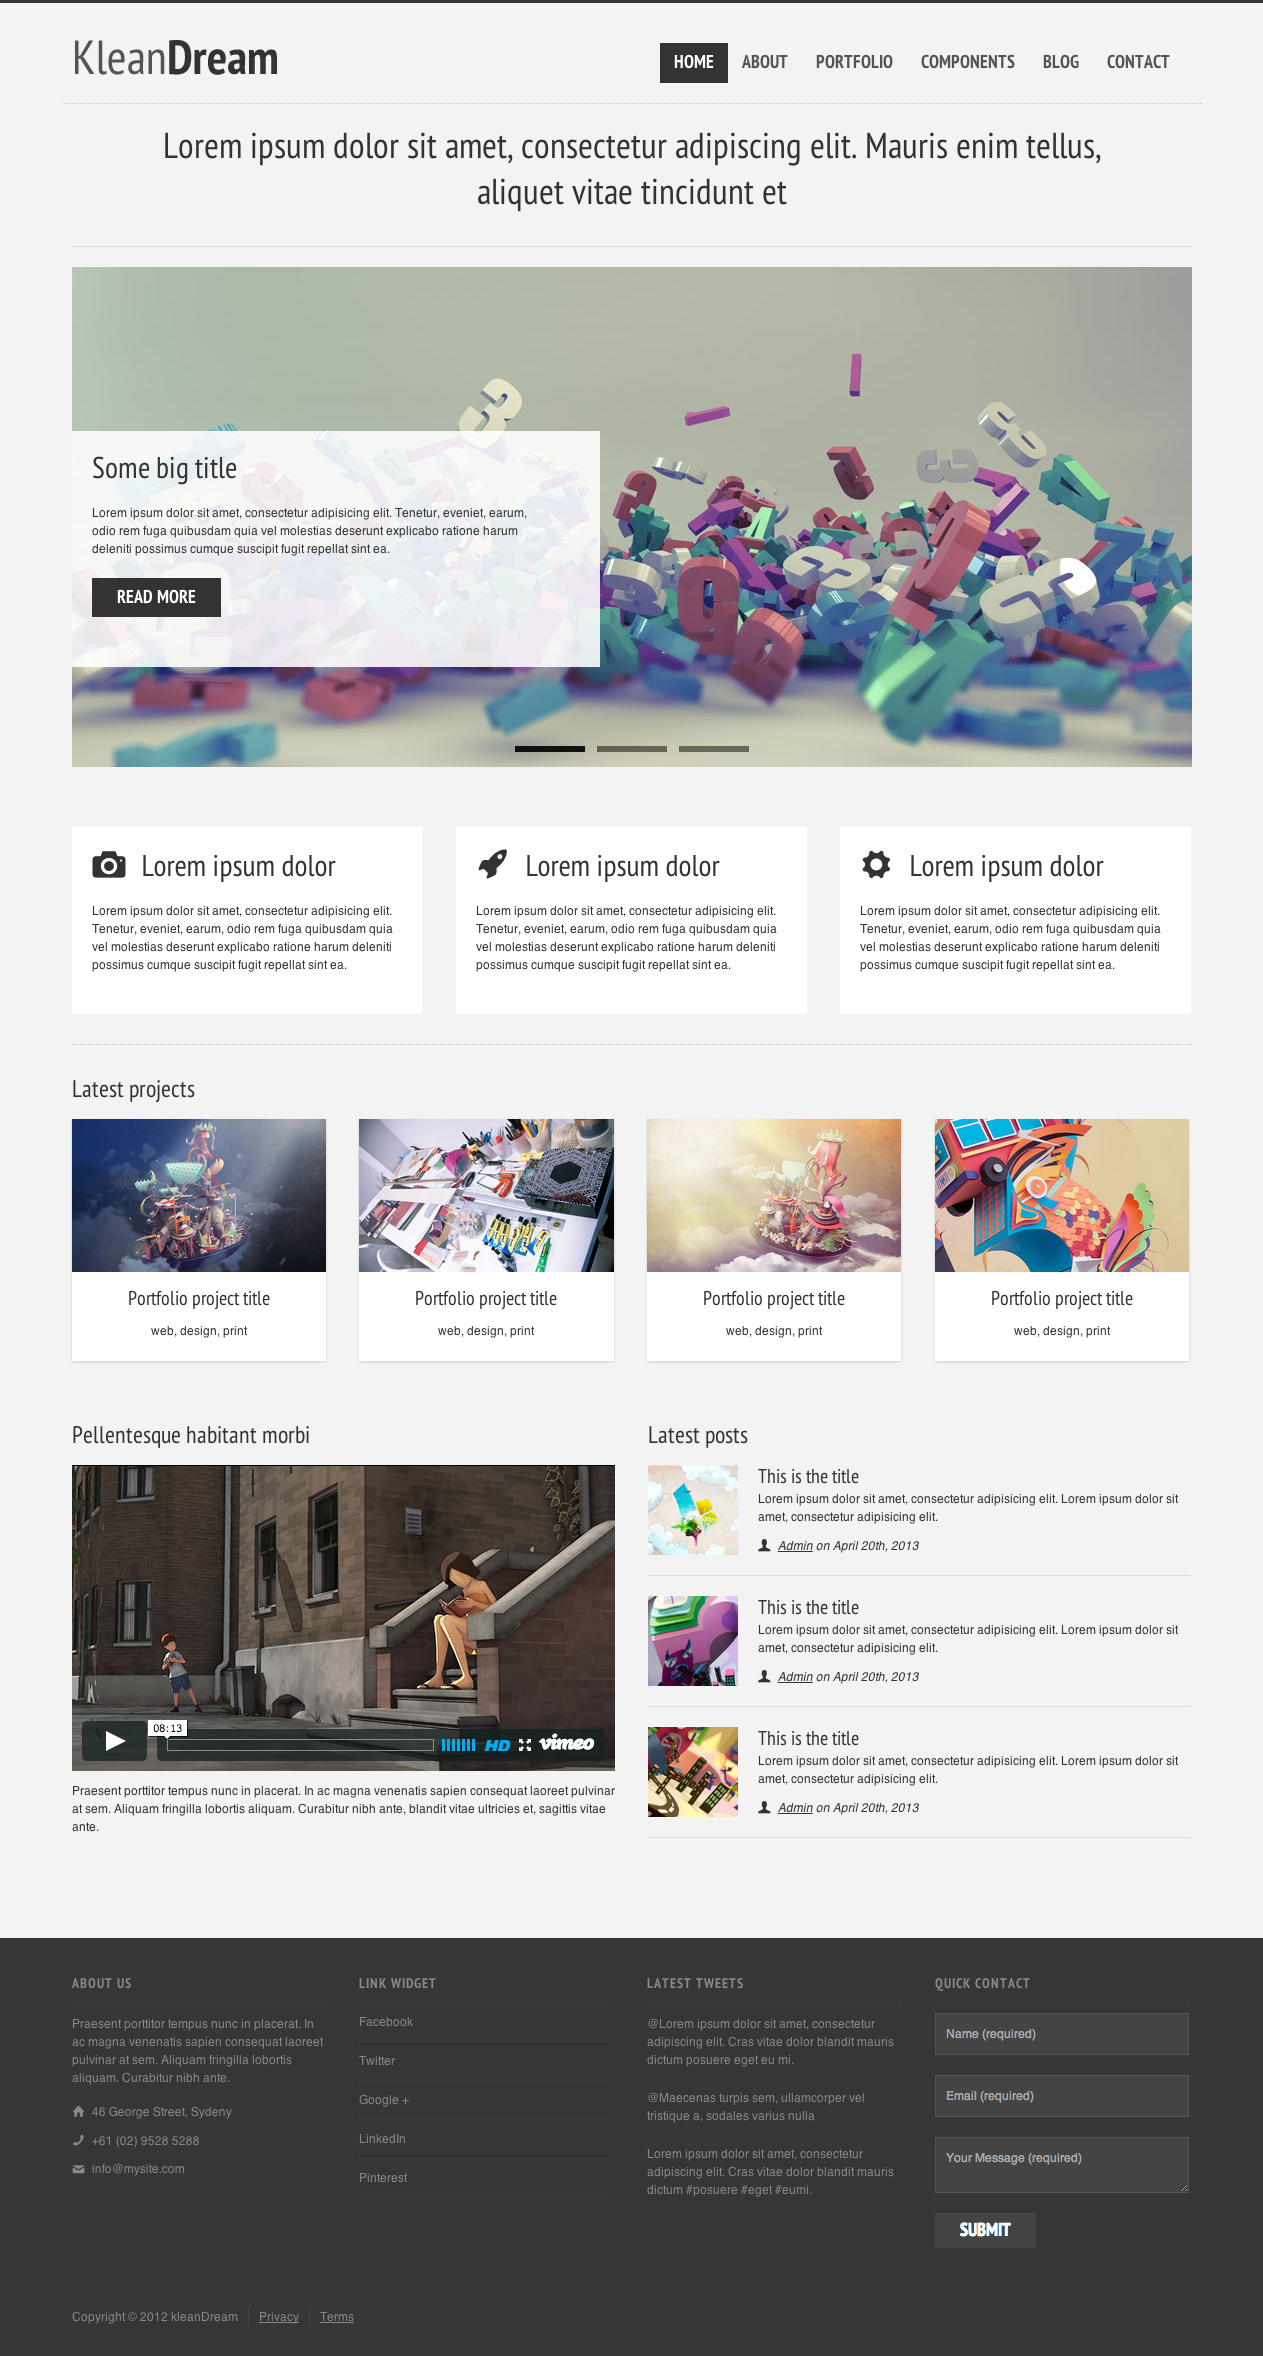 KleanDream
HOME ABOUT PORTFOLIO COMPONENTS BLOG CONTACT
Lorem ipsum dolor sit amet, consectetur adipiscing elit. Mauris enim tellus,
aliquet vitae tincidunt et
Some big title
Lorem ipsum dolor sit amet, consectetur adipisicing elit. Tenetur, eveniet, earum,
odio rem fuga quibusdam quia vel molestias deserunt explicabo ratione harum
deleniti possimus cumque suscipit fugit repellat sint ea.
READ MORE
Lorem ipsum dolor
Lorem ipsum dolor sit amet, consectetur adipisicing elit.
Tenetur, eveniet, earum, odio rem fuga quibusdam quia
vel molestias deserunt explicabo ratione harum deleniti
possimus cumque suscipit fugit repellat sint ea.
Lorem ipsum dolor
Lorem ipsum dolor sit amet, consectetur adipisicing elit.
Tenetur, eveniet, earum, odio rem fuga quibusdam quia
vel molestias deserunt explicabo ratione harum deleniti
possimus cumque suscipit fugit repellat sint ea.
Lorem ipsum dolor
Lorem ipsum dolor sit amet, consectetur adipisicing elit.
Tenetur, eveniet, earum, odio rem fuga quibusdam quia
vel molestias deserunt explicabo ratione harum deleniti
possimus cumque suscipit fugit repellat sint ea.
Latest projects
Portfolio project title
web, design, print
Portfolio project title
web, design, print
Portfolio project title
web, design, print
Portfolio project title
web, design, print
Pellentesque habitant morbi
08:13
HD vimeo
Praesent porttitor tempus nunc in placerat. In ac magna venenatis sapien consequat laoreet pulvinar
at sem. Aliquam fringilla lobortis aliquam. Curabitur nibh ante, blandit vitae ultricies et, sagittis vitae
ante.
Latest posts
This is the title
Lorem ipsum dolor sit amet, consectetur adipisicing elit. Lorem ipsum dolor sit
amet, consectetur adipisicing elit.
Admin on April 20th, 2013
This is the title
Lorem ipsum dolor sit amet, consectetur adipisicing elit. Lorem ipsum dolor sit
amet, consectetur adipisicing elit.
Admin on April 20th, 2013
This is the title
Lorem ipsum dolor sit amet, consectetur adipisicing elit. Lorem ipsum dolor sit
amet, consectetur adipisicing elit.
Admin on April 20th, 2013
ABOUT US
Praesent porttitor tempus nunc in placerat. In
ac magna venenatis sapien consequat laoreet
pulvinar at sem. Aliquam fringilla lobortis
aliquam. Curabitur nibh ante.
46 George Street, Sydeny
+61 (02) 9528 5288
info@mysite.com
LINK WIDGET
Facebook
Twitter
Google +
LinkedIn
Pinterest
LATEST TWEETS
@Lorem ipsum dolor sit amet, consectetur
adipiscing elit. Cras vitae dolor blandit mauris
dictum posuere eget eu mi.
@Maecenas turpis sem, ullamcorper vel
tristique a, sodales varius nulla
Lorem ipsum dolor sit amet, consectetur
adipiscing elit. Cras vitae dolor blandit mauris
dictum #posuere #eget #eumi.
QUICK CONTACT
Name (required)
Email (required)
Your Message (required)
SUBMIT
Copyright © 2012 kleanDream Privacy Terms